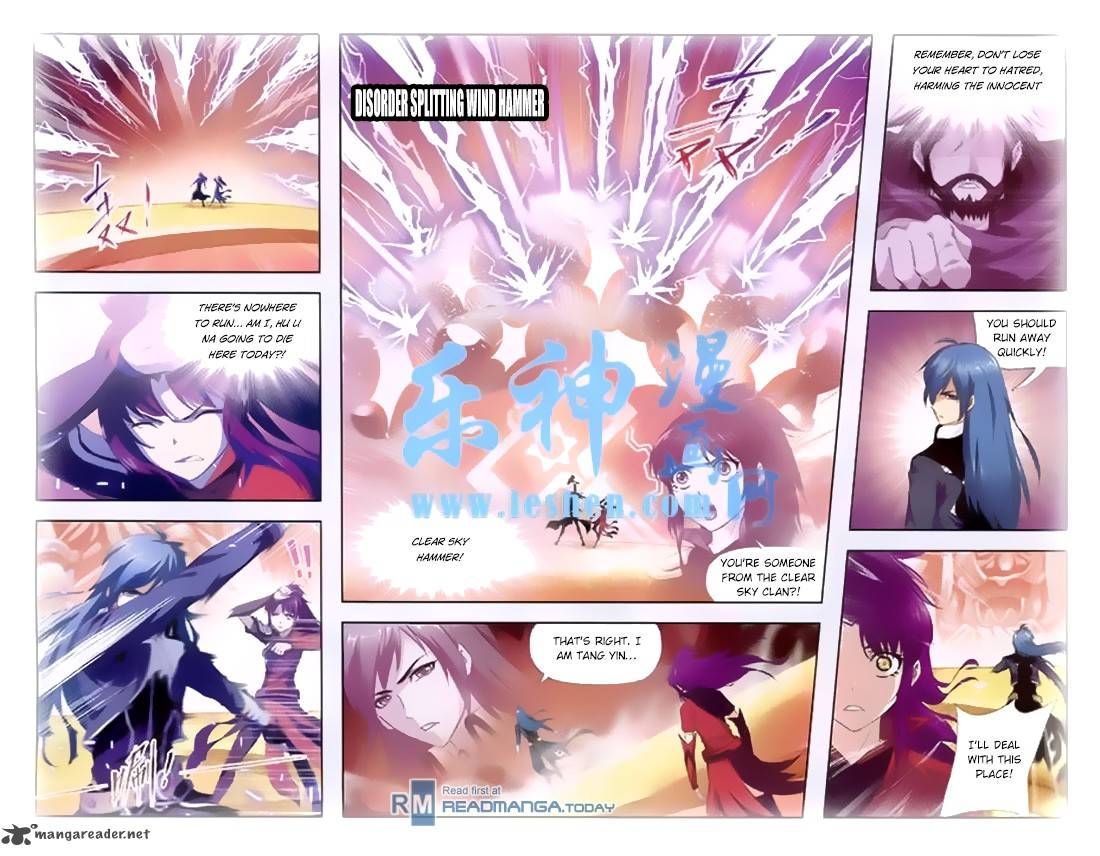 THERE'S NOWHERE
TO RUN... AM I, HU LI
NA GOING TO DIE
HERE TODAY?!
!!
DISORDER SPLITTING WIND HAMMER
CLEAR SKY
HAMMER!
YOU'RE SOMEONE
FROM THE CLEAR
SKY CLAN?!
乐神漫画网
www.leshen.com
THAT'S RIGHT. I
AM TANG YIN...
REMEMBER, DON'T LOSE
YOUR HEART TO HATRED,
HARMING THE INNOCENT
YOU SHOULD
RUN AWAY
QUICKLY!
I'LL DEAL
WITH THIS
PLACE!
RM
Read first at
READMANGA.TODAY
mangareader.net